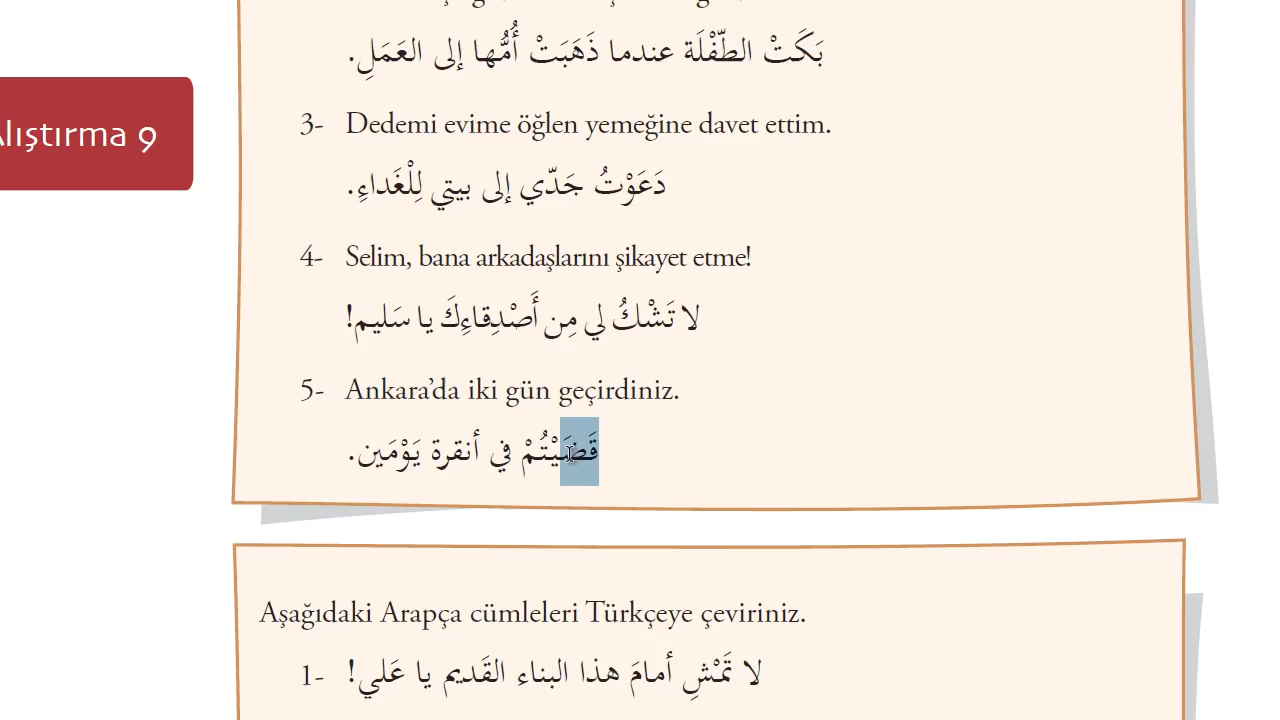 بَكَتْ الطّفْلَة عندما ذَهَبَتْ أُمُّها إلى العَمَلِ.
Alıştırma 9
3- Dedemi evime öğlen yemeğine davet ettim.
دَعَوْتُ جَدّي إلى بيتي لِلْغَداءِ.
4- Selim, bana arkadaşlarını şikayet etme!
لا تَشْكُ لي مِن أَصْدِقاءِكَ يا سَليم!
5- Ankara’da iki gün geçirdiniz.
قَضَيْتُمْ في أنقرة يَوْمَين.
Aşağıdaki Arapça cümleleri Türkçeye çeviriniz.
1- لا تَمْشِ أمامَ هذا البناء القَديم يا عَلي!